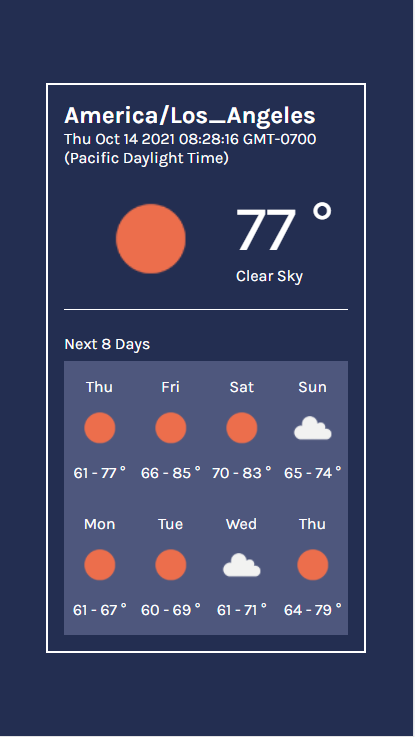 America/Los_Angeles
Thu Oct 14 2021 08:28:16 GMT-0700
(Pacific Daylight Time)
77 °
Clear Sky
Next 8 Days
Thu Fri Sat Sun
61 - 77 ° 66 - 85 ° 70 - 83 ° 65 - 74 °
Mon Tue Wed Thu
61 - 67 ° 60 - 69 ° 61 - 71 ° 64 - 79 °